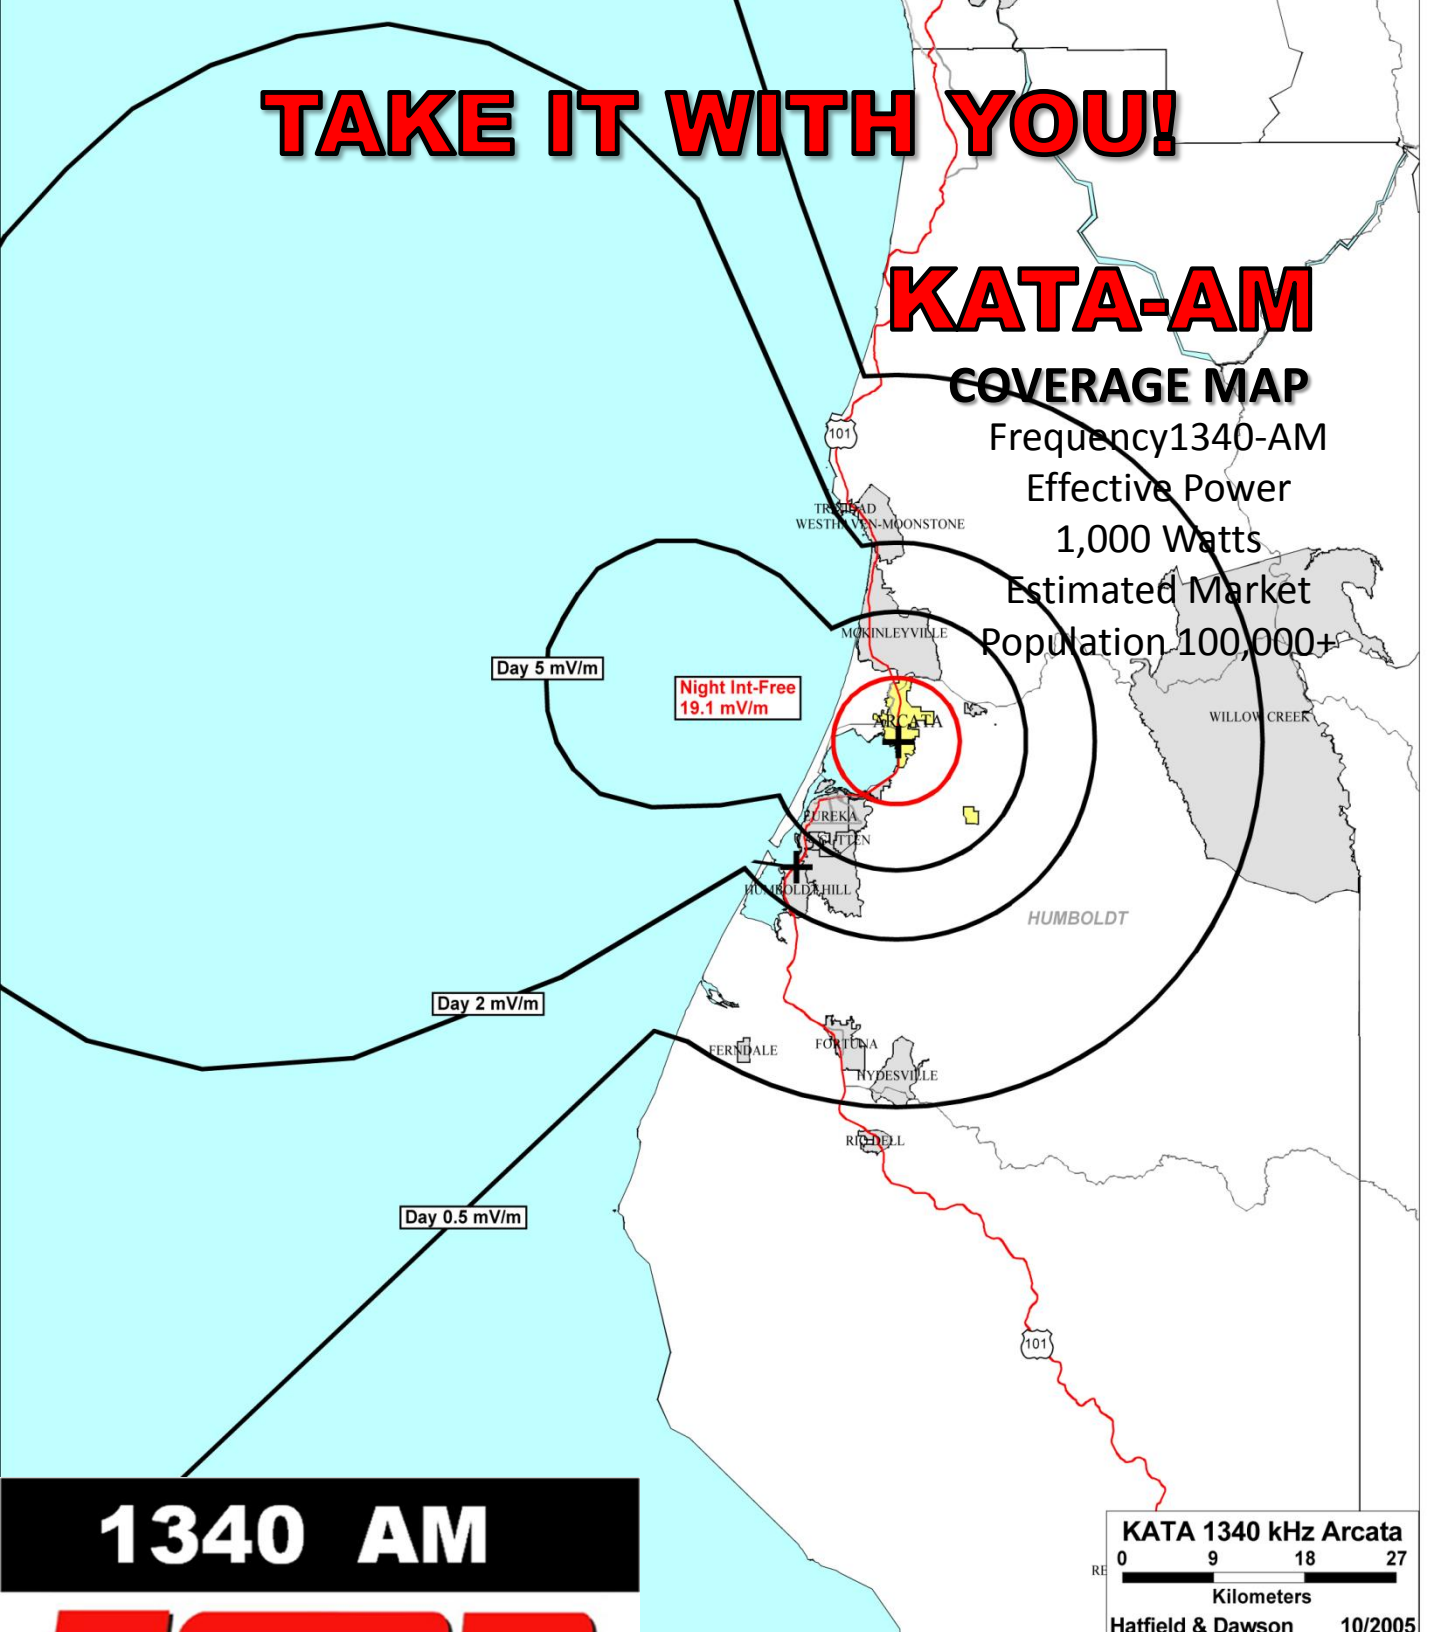 TAKE IT WITH YOU!
KATA-AM
COVERAGE MAP
Frequency1340-AM
Effective Power
1,000 Watts
Estimated Market
Population 100,000+
101
TRINIDAD
WESTHAVEN-MOONSTONE
MCKINLEYVILLE
Day 5 mV/m
Night Int-Free
19.1 mV/m
ARCATA
WILLOW CREEK
EUREKA
CUTTEN
HUMBOLDT HILL
HUMBOLDT
Day 2 mV/m
FERNDALE
FORTUNA
HYDESVILLE
RIO DELL
Day 0.5 mV/m
101
1340 AM
RE
KATA 1340 kHz Arcata
0 9 18 27
Kilometers
Hatfield & Dawson 10/2005